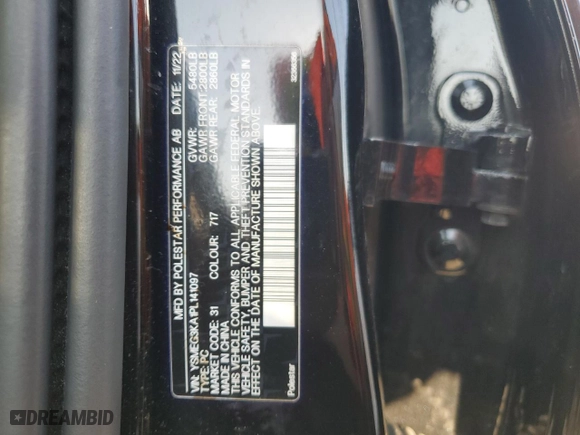 MFD BY POLESTAR PERFORMANCE AB DATE: 11/22
GVWR: 5480LB
GAWR FRONT: 2800LB
GAWR REAR: 2860LB
VIN: YSMEG3KA4PL141097
TYPE: PC
MARKET CODE: 31 COLOUR: 717
MADE IN CHINA
THIS VEHICLE CONFORMS TO ALL APPLICABLE FEDERAL MOTOR
VEHICLE SAFETY, BUMPER AND THEFT PREVENTION STANDARDS IN
EFFECT ON THE DATE OF MANUFACTURE SHOWN ABOVE.
Polestar
DREAMBID